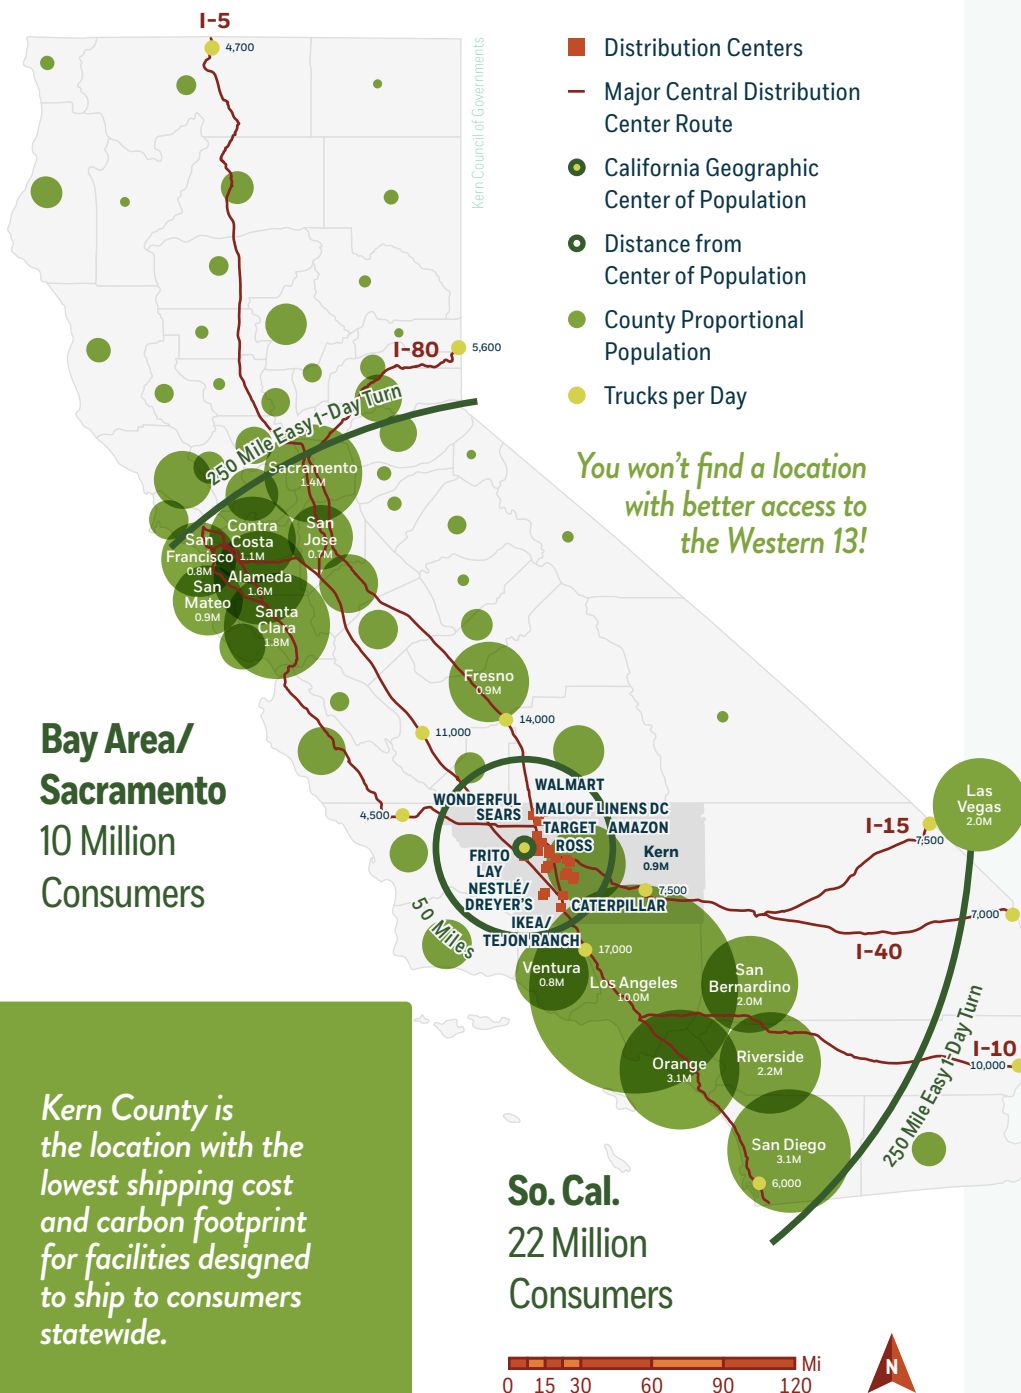 I-5
4,700
Kern Council of Governments
Distribution Centers
Major Central Distribution
Center Route
California Geographic
Center of Population
Distance from
Center of Population
County Proportional
Population
Trucks per Day
I-80
5,600
250 Mile Easy 1-Day Turn
You won't find a location
with better access to
the Western 13!
Sacramento
1.4M
Contra
Costa
1.1M
San
Jose
0.7M
San
Francisco
0.8M
Alameda
1.6M
San
Mateo
0.9M
Santa
Clara
1.8M
Fresno
0.9M
14,000
11,000
Bay Area/
Sacramento
10 Million
Consumers
4,500
WALMART
WONDERFUL
SEARS
MALOUF LINENS DC
TARGET
AMAZON
ROSS
FRITO
LAY
NESTLÉ/
DREYER'S
CATERPILLAR
IKEA/
TEJON RANCH
Kern
0.9M
7,500
50 Miles
17,000
Las
Vegas
2.0M
I-15
7,500
7,000
I-40
Ventura
0.8M
Los Angeles
10.0M
San
Bernardino
2.0M
Orange
3.1M
Riverside
2.2M
I-10
10,000
250 Mile Easy 1-Day Turn
San Diego
3.1M
6,000
Kern County is
the location with the
lowest shipping cost
and carbon footprint
for facilities designed
to ship to consumers
statewide.
So. Cal.
22 Million
Consumers
Mi
0 15 30 60 90 120
N